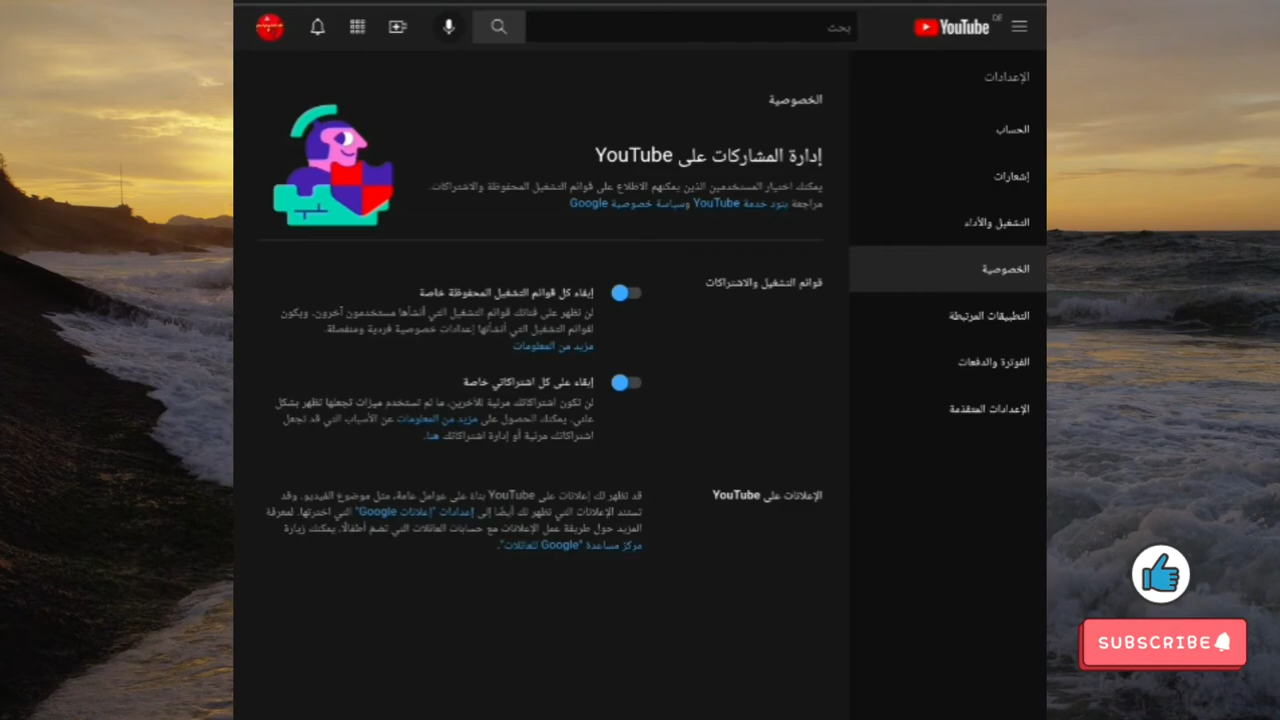 YouTube DE
بحث
الإعدادات
الحساب
إشعارات
التشغيل والأداء
الخصوصية
التطبيقات المرتبطة
الفوترة والدفعات
الإعدادات المتقدمة
الخصوصية
إدارة المشاركات على YouTube
يمكنك اختيار المستخدمين الذين يمكنهم الاطلاع على قوائم التشغيل المحفوظة والاشتراكات.
مراجعة بنود خدمة YouTube وسياسة خصوصية Google
قوائم التشغيل والاشتراكات
إبقاء كل قوائم التشغيل المحفوظة خاصة
لن تظهر على قناتك قوائم التشغيل التي أنشأها مستخدمون آخرون. ويكون
لقوائم التشغيل التي أنشأتها إعدادات خصوصية فردية ومنفصلة.
مزيد من المعلومات
إبقاء على كل اشتراكاتي خاصة
لن تكون اشتراكاتك مرئية للآخرين، ما لم تستخدم ميزات تجعلها تظهر بشكل
علني. يمكنك الحصول على مزيد من المعلومات عن الأسباب التي قد تجعل
اشتراكاتك مرئية أو إدارة اشتراكاتك هنا.
الإعلانات على YouTube
قد تظهر لك إعلانات على YouTube بناءً على عوامل عامة، مثل موضوع الفيديو. وقد
تستند الإعلانات التي تظهر لك أيضًا إلى إعدادات "إعلانات Google" التي اخترتها. لمعرفة
المزيد حول طريقة عمل الإعلانات مع حسابات العائلات التي تضم أطفالًا، يمكنك زيارة
مركز مساعدة "Google للعائلات".
SUBSCRIBE